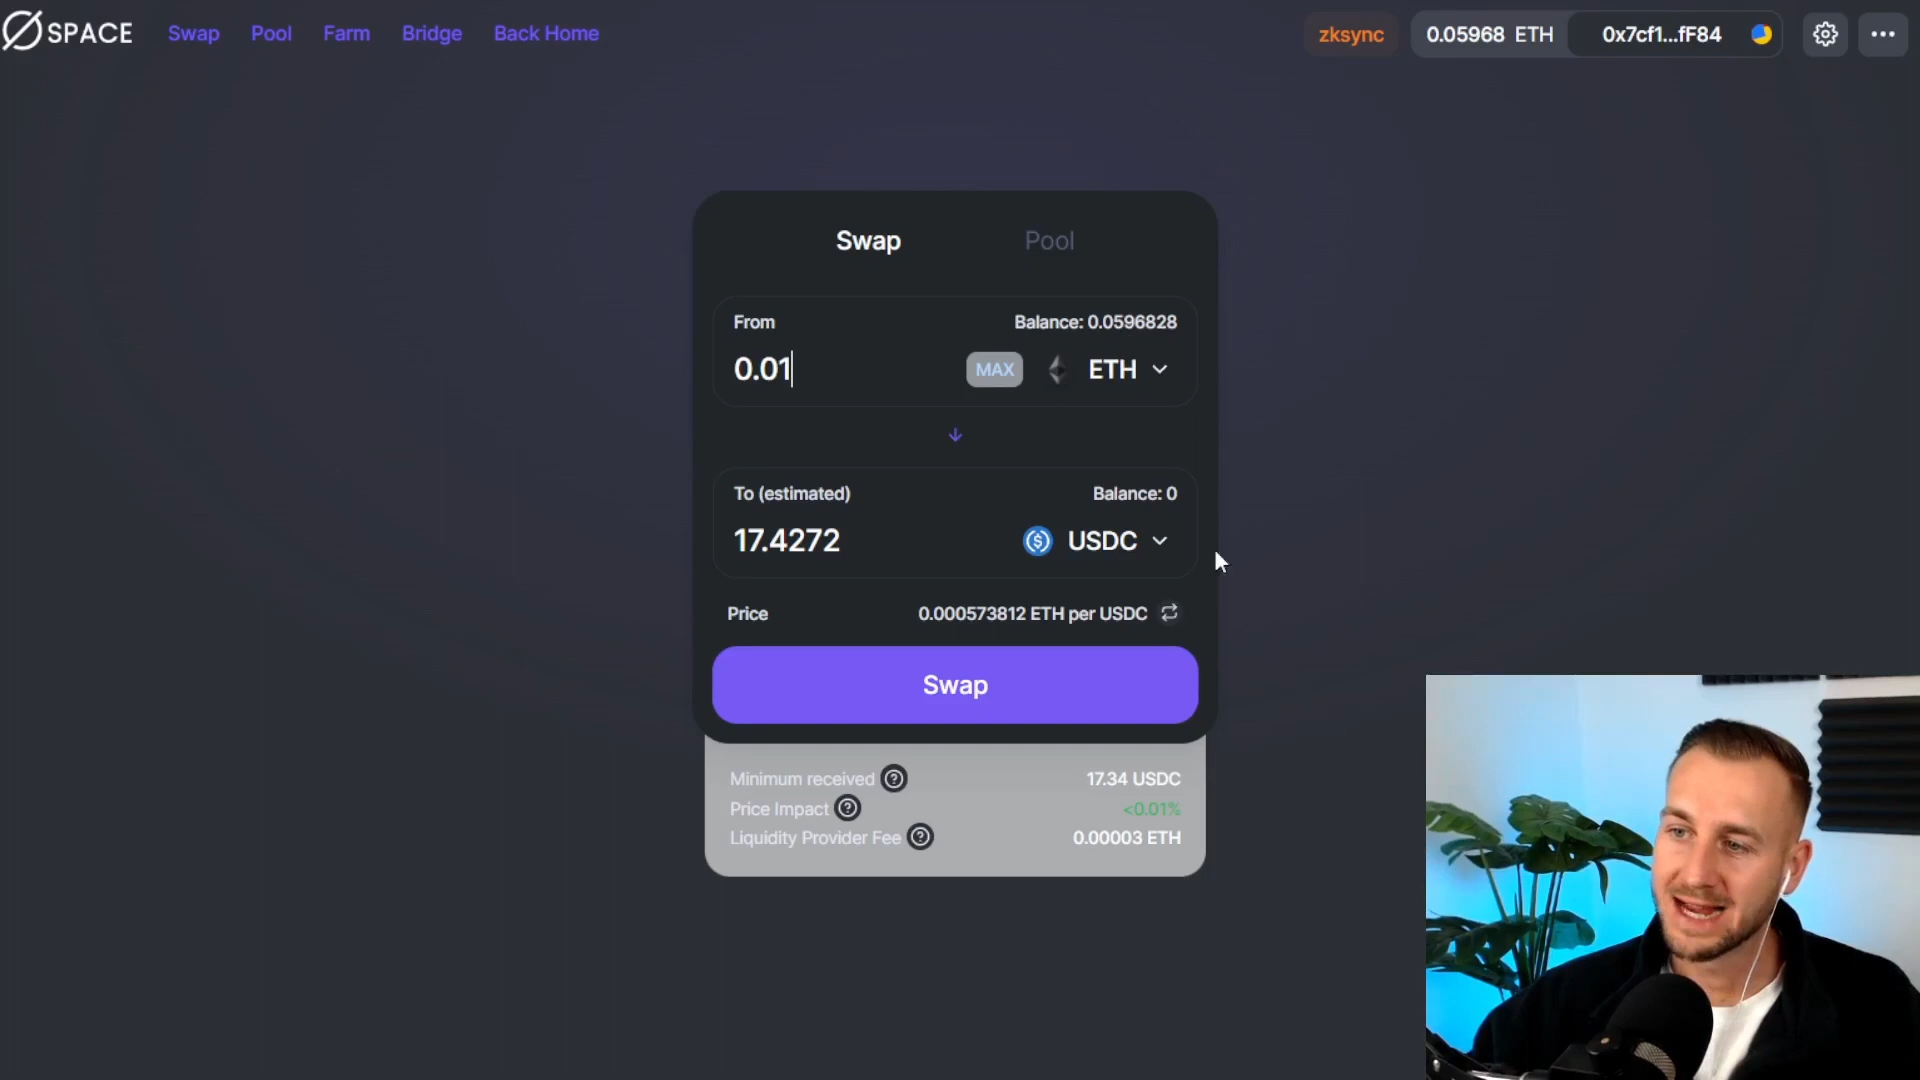 SPACE
Swap
Pool
Farm
Bridge
Back Home
zksync
0.05968 ETH
0x7cf1...fF84
Swap
Pool
From
Balance: 0.0596828
0.01
MAX
ETH
To (estimated)
Balance: 0
17.4272
USDC
Price
0.000573812 ETH per USDC
Swap
Minimum received
17.34 USDC
Price Impact
<0.01%
Liquidity Provider Fee
0.00003 ETH